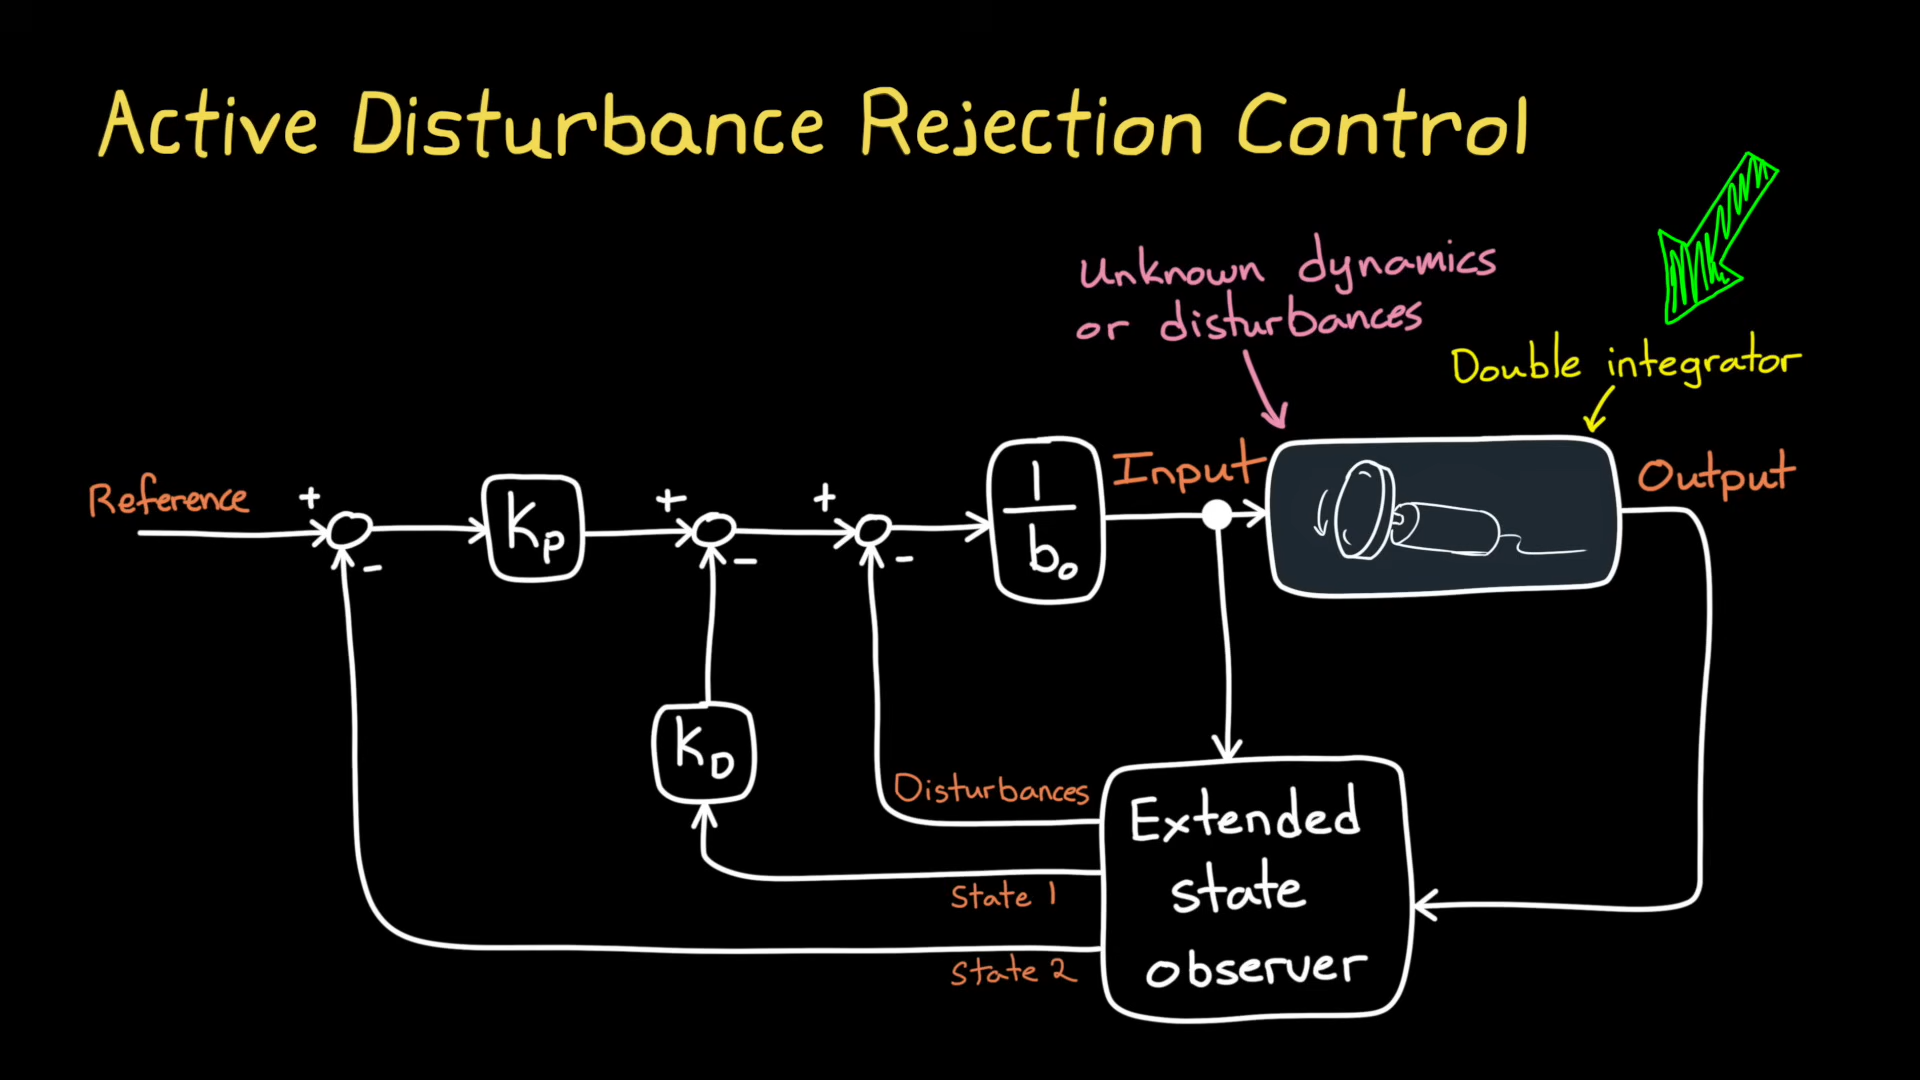 Active Disturbance Rejection Control
Unknown dynamics
or disturbances
Double integrator
Reference
+
-
Kp
+
-
+
-
1
b₀
Input
Output
KD
Disturbances
State 1
State 2
Extended
state
observer